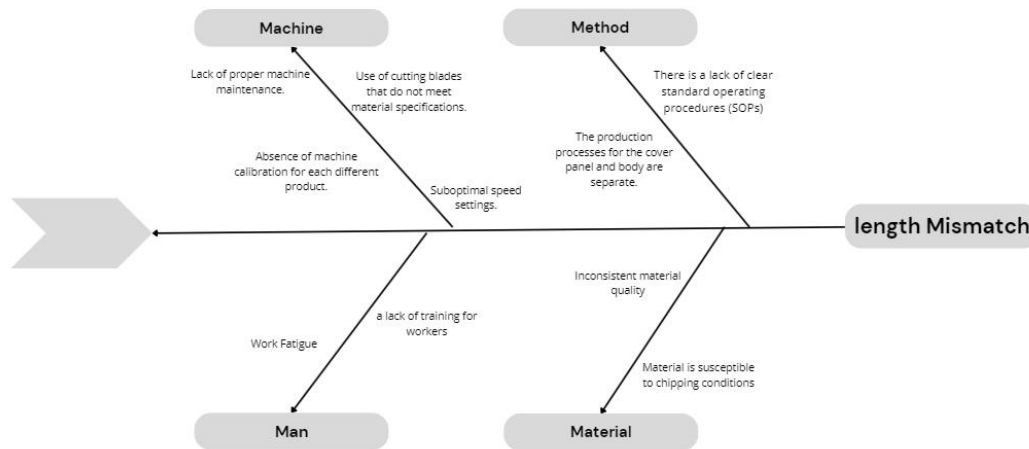 Machine
Method
Lack of proper machine
maintenance.
Use of cutting blades
that do not meet
material specifications.
There is a lack of clear
standard operating
procedures (SOPs)
Absence of machine
calibration for each different
product.
The production
processes for the cover
panel and body are
separate.
Suboptimal speed
settings.
length Mismatch
Inconsistent material
quality
a lack of training for
workers
Work Fatigue
Material is susceptible
to chipping conditions
Man
Material